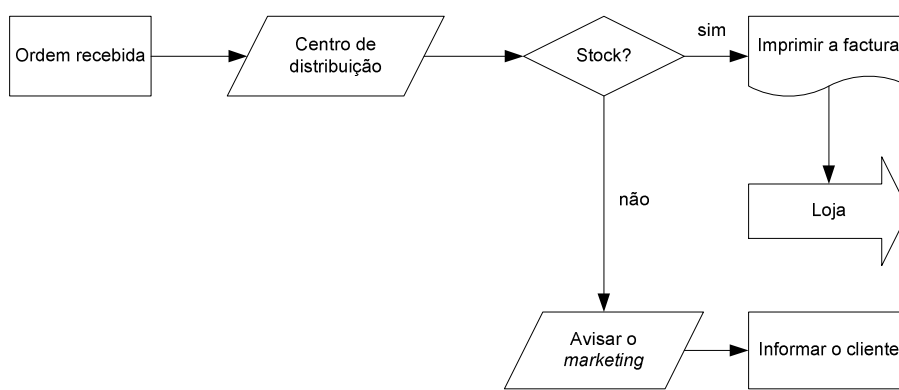 Ordem recebida
Centro de
distribuição
Stock?
sim
Imprimir a factura
não
Loja
Avisar o
marketing
Informar o cliente